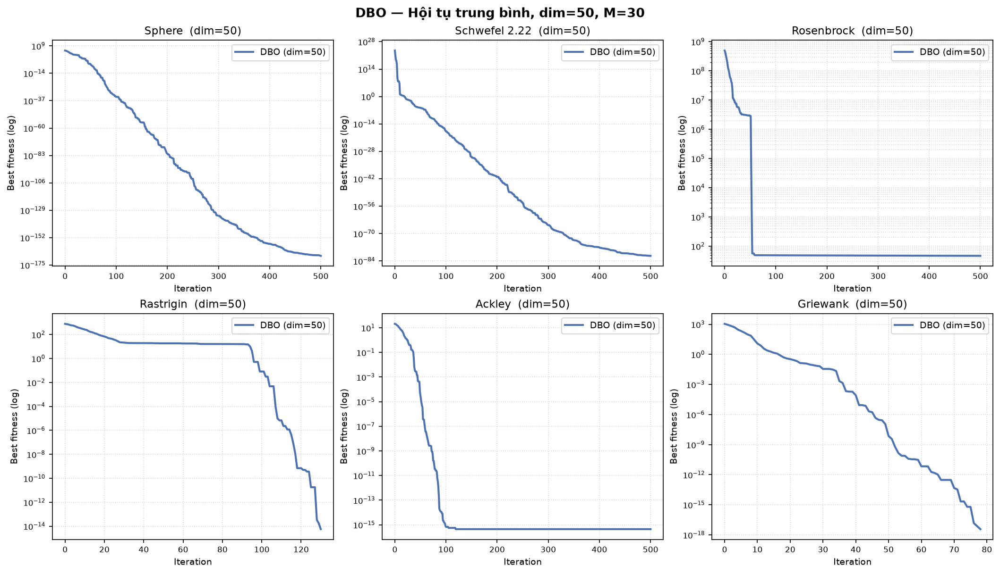 DBO — Hội tụ trung bình, dim=50, M=30
Sphere (dim=50)
DBO (dim=50)
Best fitness (log)
10^9
10^−14
10^−37
10^−60
10^−83
10^−106
10^−129
10^−152
10^−175
0 100 200 300 400 500
Iteration
Schwefel 2.22 (dim=50)
DBO (dim=50)
Best fitness (log)
10^28
10^14
10^0
10^−14
10^−28
10^−42
10^−56
10^−70
10^−84
0 100 200 300 400 500
Iteration
Rosenbrock (dim=50)
DBO (dim=50)
Best fitness (log)
10^9
10^8
10^7
10^6
10^5
10^4
10^3
10^2
0 100 200 300 400 500
Iteration
Rastrigin (dim=50)
DBO (dim=50)
Best fitness (log)
10^2
10^0
10^−2
10^−4
10^−6
10^−8
10^−10
10^−12
10^−14
0 20 40 60 80 100 120
Iteration
Ackley (dim=50)
DBO (dim=50)
Best fitness (log)
10^1
10^−1
10^−3
10^−5
10^−7
10^−9
10^−11
10^−13
10^−15
0 100 200 300 400 500
Iteration
Griewank (dim=50)
DBO (dim=50)
Best fitness (log)
10^3
10^0
10^−3
10^−6
10^−9
10^−12
10^−15
10^−18
0 10 20 30 40 50 60 70 80
Iteration